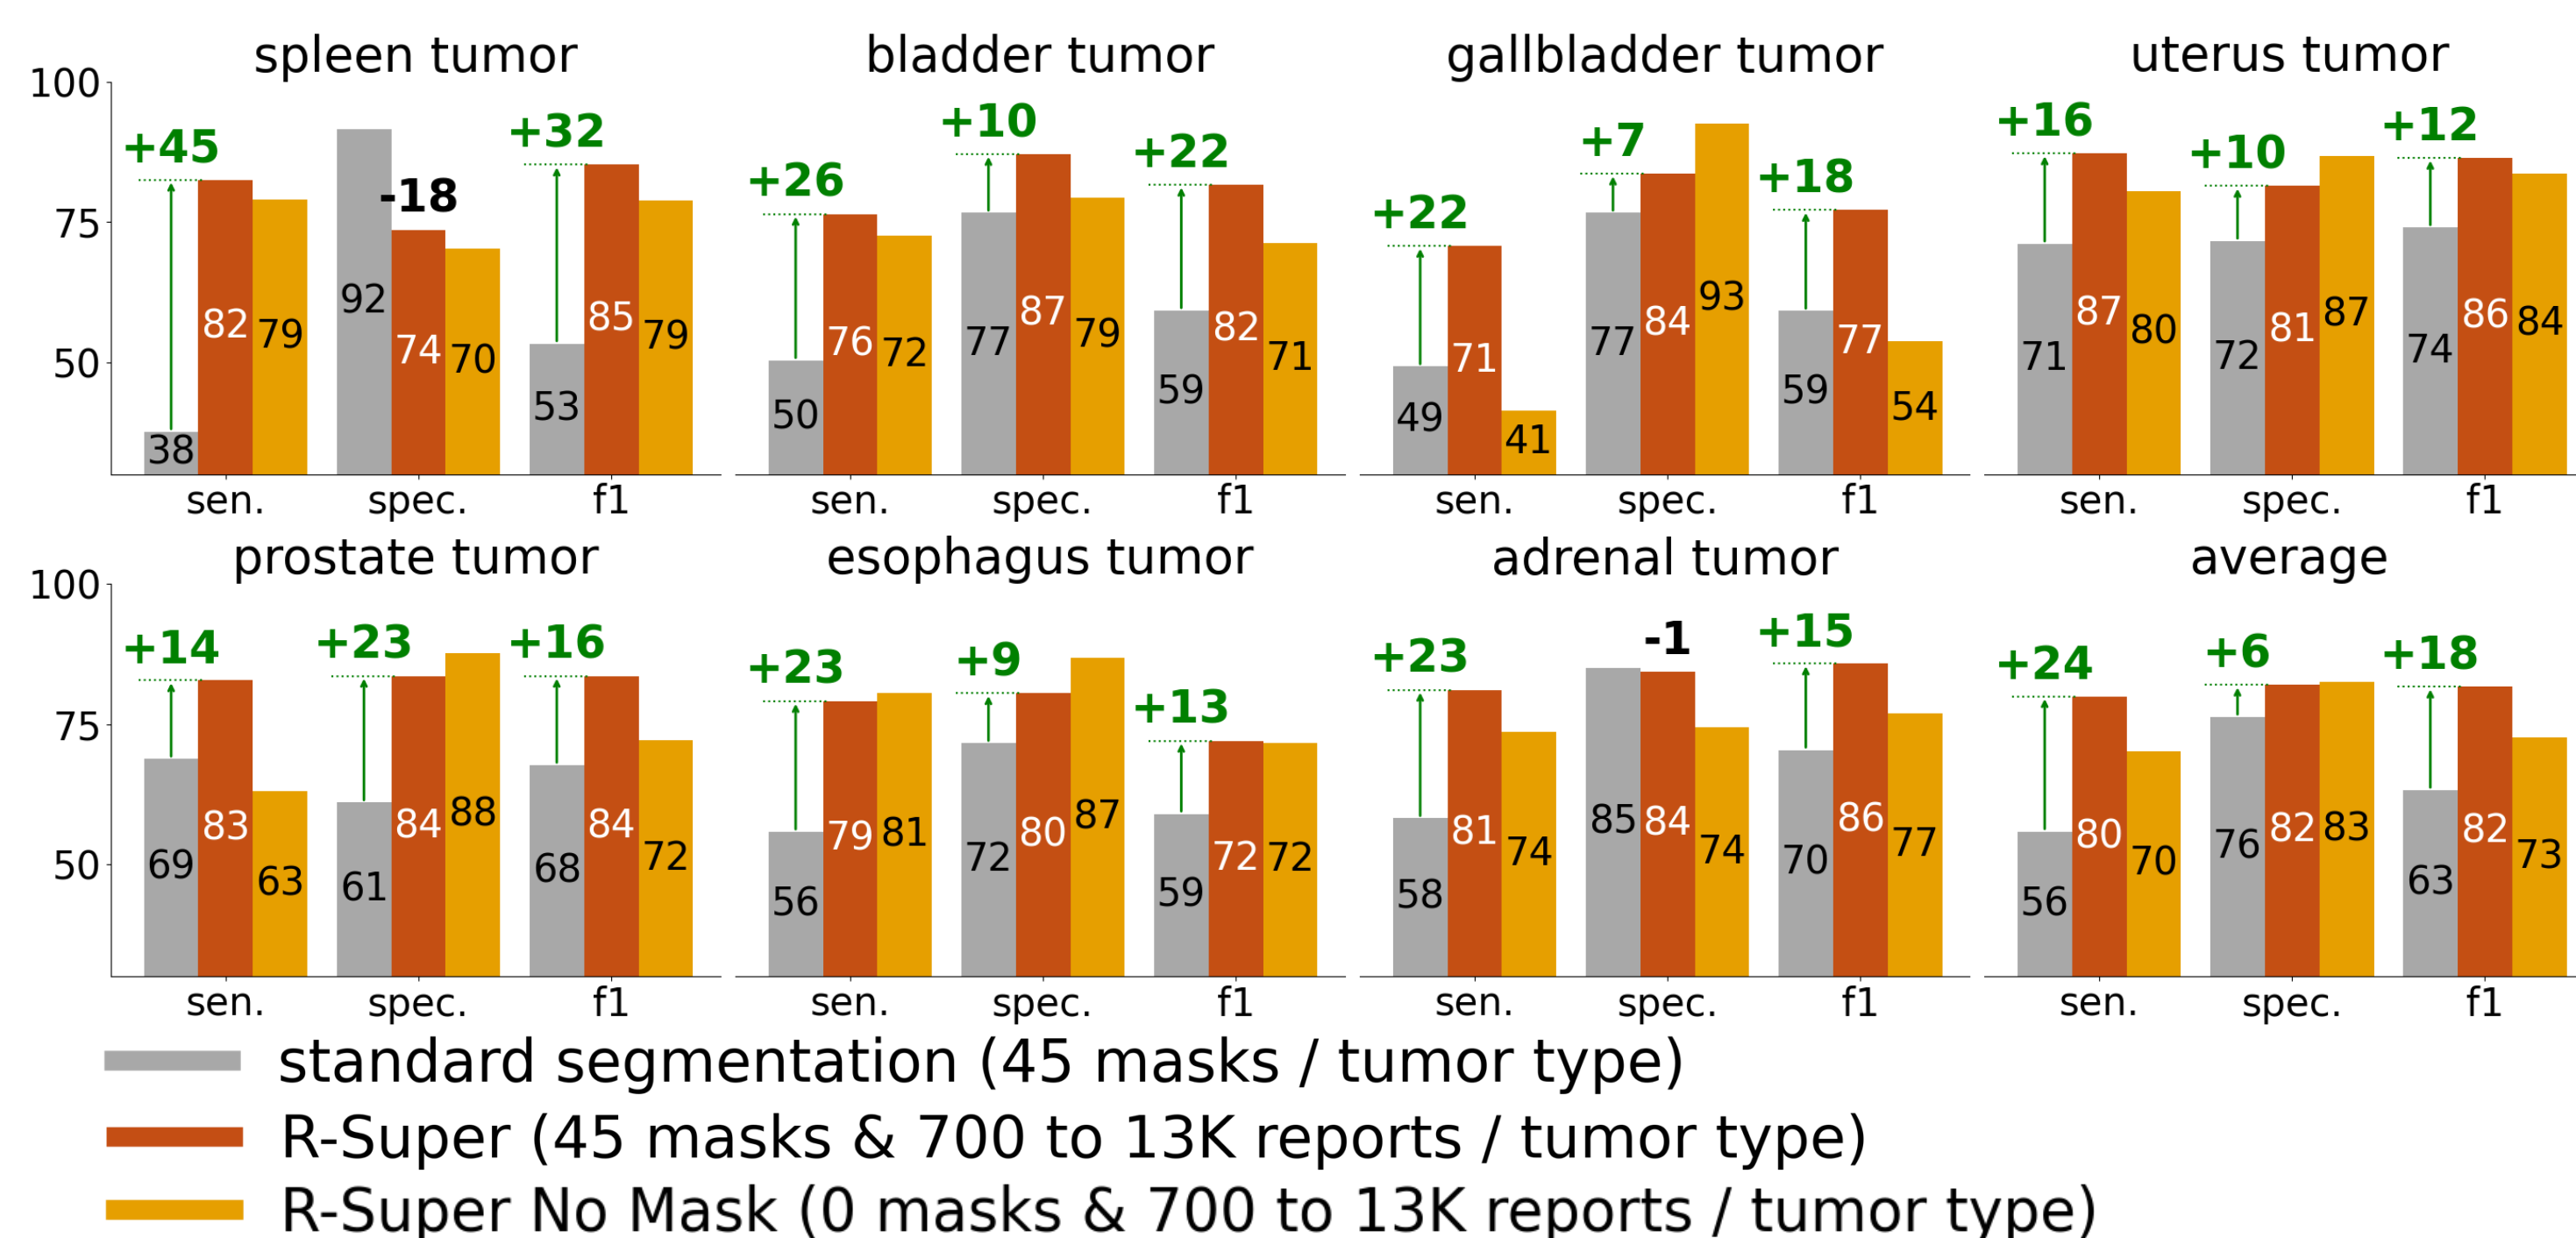 spleen tumor bladder tumor gallbladder tumor uterus tumor
100
75
50
+45 -18 +32 +26 +10 +22 +22 +7 +18 +16 +10 +12
38 82 79 92 74 70 53 85 79 50 76 72 77 87 79 59 82 71 49 71 41 77 84 93 59 77 54 71 87 80 72 81 87 74 86 84
sen. spec. f1 sen. spec. f1 sen. spec. f1 sen. spec. f1
prostate tumor esophagus tumor adrenal tumor average
100
75
50
+14 +23 +16 +23 +9 +13 +23 -1 +15 +24 +6 +18
69 83 63 61 84 88 68 84 72 56 79 81 72 80 87 59 72 72 58 81 74 85 84 74 70 86 77 56 80 70 76 82 83 63 82 73
sen. spec. f1 sen. spec. f1 sen. spec. f1 sen. spec. f1
standard segmentation (45 masks / tumor type)
R-Super (45 masks & 700 to 13K reports / tumor type)
R-Super No Mask (0 masks & 700 to 13K reports / tumor type)